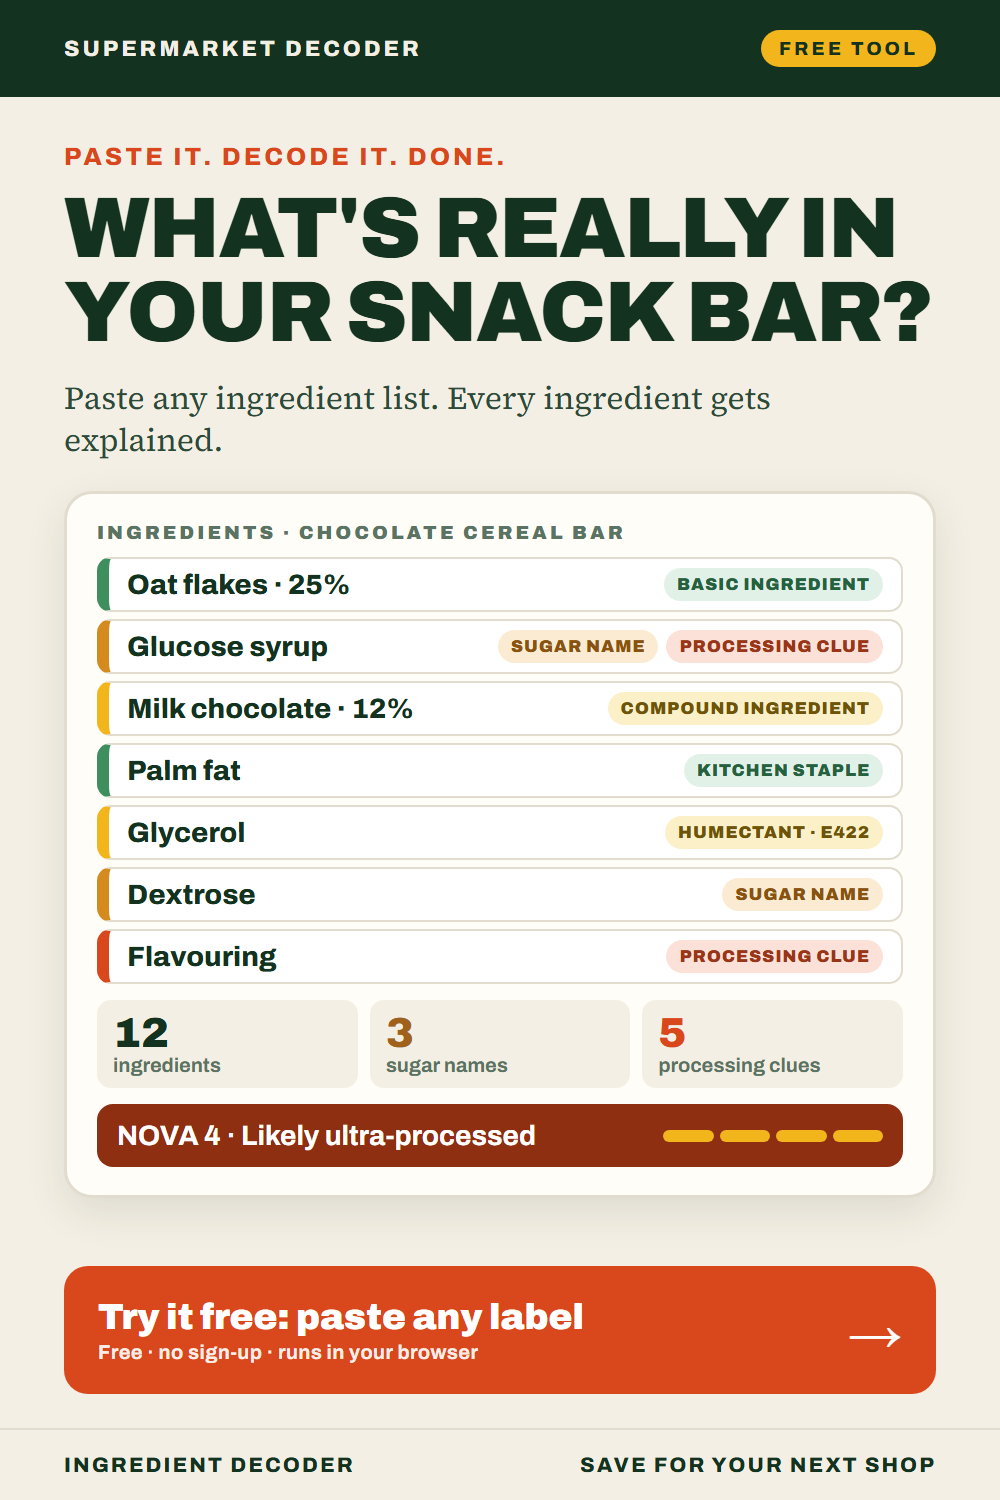 SUPERMARKET DECODER
FREE TOOL
PASTE IT. DECODE IT. DONE.
WHAT'S REALLY IN
YOUR SNACK BAR?
Paste any ingredient list. Every ingredient gets
explained.
INGREDIENTS · CHOCOLATE CEREAL BAR
Oat flakes · 25%
BASIC INGREDIENT
Glucose syrup
SUGAR NAME
PROCESSING CLUE
Milk chocolate · 12%
COMPOUND INGREDIENT
Palm fat
KITCHEN STAPLE
Glycerol
HUMECTANT · E422
Dextrose
SUGAR NAME
Flavouring
PROCESSING CLUE
12
ingredients
3
sugar names
5
processing clues
NOVA 4 · Likely ultra-processed
Try it free: paste any label
Free · no sign-up · runs in your browser
→
INGREDIENT DECODER
SAVE FOR YOUR NEXT SHOP